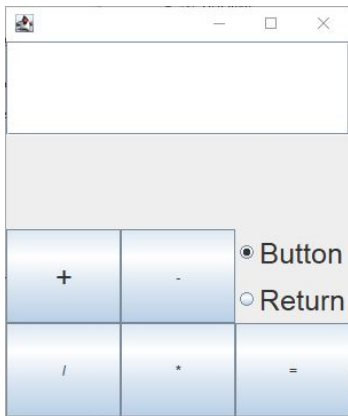 + - Button
Return
/ * =